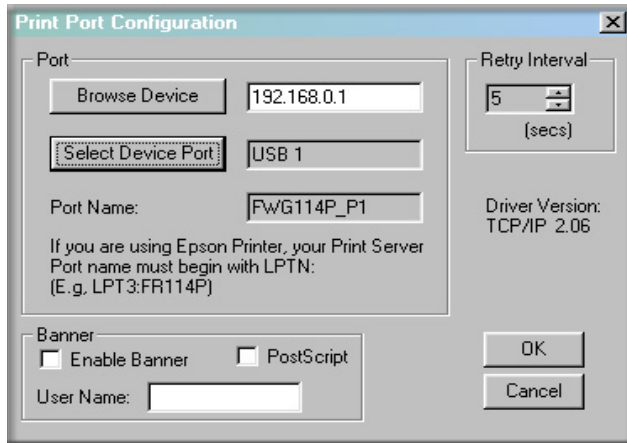 Print Port Configuration
Port
Browse Device
192.168.0.1
Select Device Port
USB 1
Port Name:
FWG114P_P1
If you are using Epson Printer, your Print Server
Port name must begin with LPTN:
(E.g, LPT3:FR114P)
Retry Interval
5
(secs)
Driver Version:
TCP/IP 2.06
Banner
Enable Banner
PostScript
User Name:
OK
Cancel